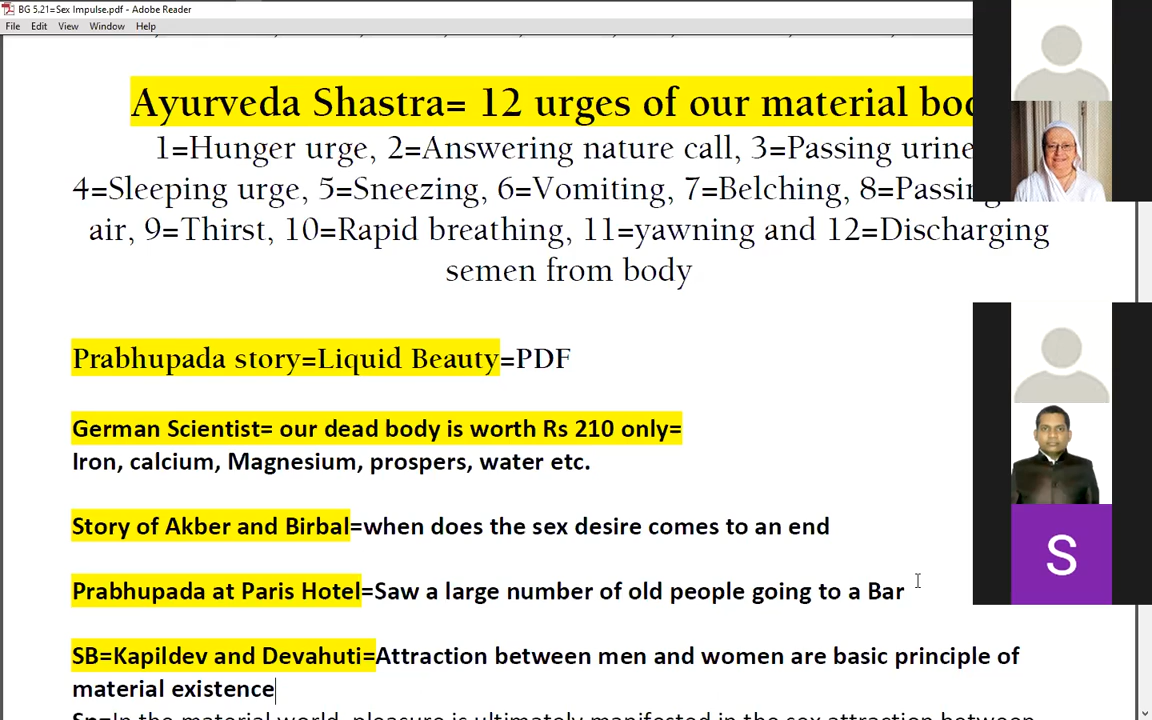 BG 5.21=Sex Impulse.pdf - Adobe Reader
File Edit View Window Help
Ayurveda Shastra= 12 urges of our material
1=Hunger urge, 2=Answering nature call, 3=Passing urine
4=Sleeping urge, 5=Sneezing, 6=Vomiting, 7=Belching,
air, 9=Thirst, 10=Rapid breathing, 11=yawning and 12=Discharging
semen from body
Prabhupada story=Liquid Beauty=PDF
German Scientist= our dead body is worth Rs 210 only=
Iron, calcium, Magnesium, prospers, water etc.
Story of Akber and Birbal=when does the sex desire comes to an end
Prabhupada at Paris Hotel=Saw a large number of old people going to a Bar
SB=Kapildev and Devahuti=Attraction between men and women are basic principle of
material existence
S